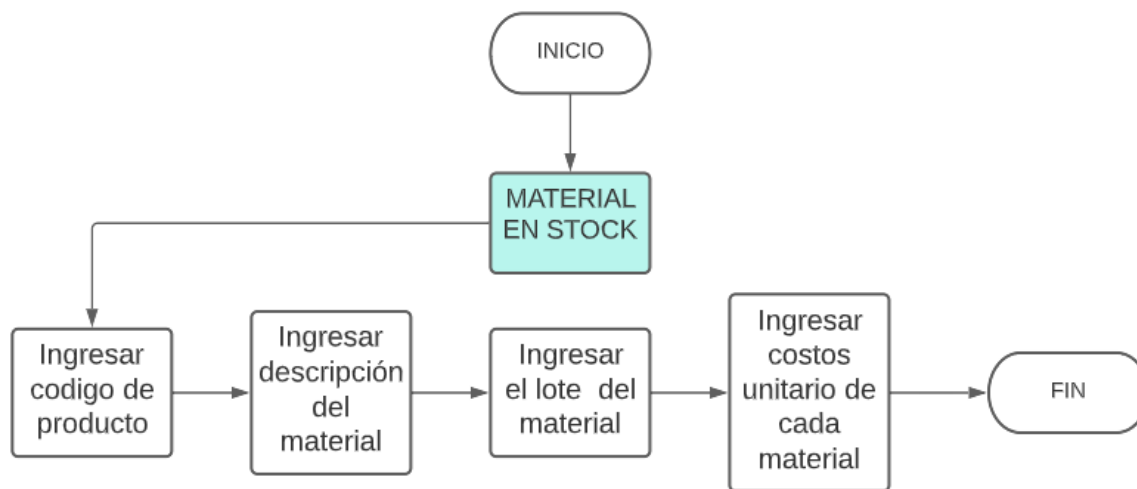 INICIO
MATERIAL
EN STOCK
Ingresar
codigo de
producto
Ingresar
descripción
del
material
Ingresar
el lote del
material
Ingresar
costos
unitario de
cada
material
FIN